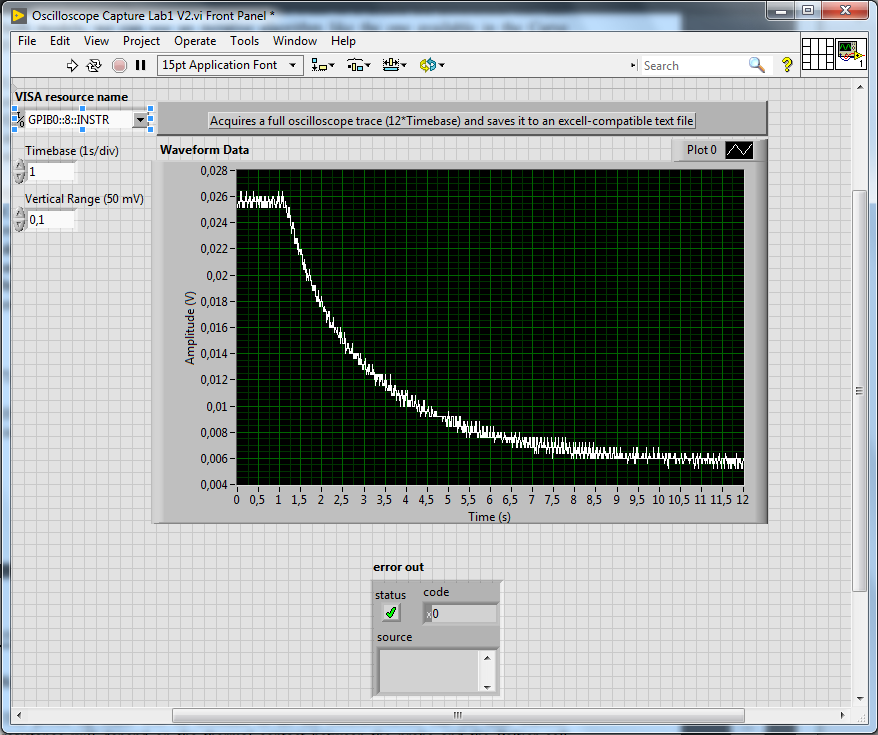 Oscilloscope Capture Lab1 V2.vi Front Panel *
File Edit View Project Operate Tools Window Help
15pt Application Font
Search
?
1
VISA resource name
GPIB0::8::INSTR
Acquires a full oscilloscope trace (12*Timebase) and saves it to an excell-compatible text file
Timebase (1s/div)
1
Vertical Range (50 mV)
0,1
Waveform Data
Plot 0
0,028
0,026
0,024
0,022
0,02
0,018
0,016
0,014
0,012
0,01
0,008
0,006
0,004
Amplitude (V)
0 0,5 1 1,5 2 2,5 3 3,5 4 4,5 5 5,5 6 6,5 7 7,5 8 8,5 9 9,5 10 10,5 11 11,5 12
Time (s)
error out
status
code
x0
source